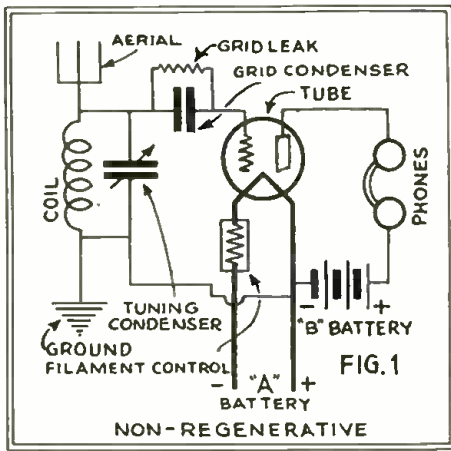 AERIAL
GRID LEAK
GRID CONDENSER
TUBE
COIL
PHONES
TUNING
CONDENSER
- +
"B" BATTERY
GROUND
FILAMENT CONTROL
FIG. 1
- "A" +
BATTERY
NON-REGENERATIVE